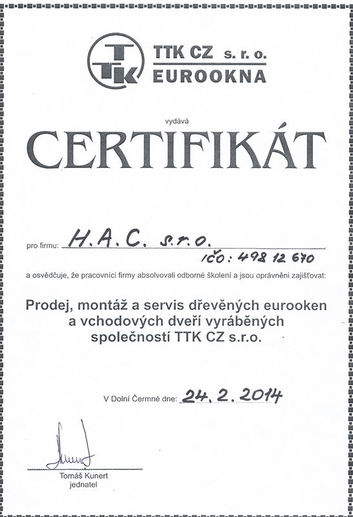 TTK
TTK CZ s. r. o.
EUROOKNA
vydává
CERTIFIKÁT
pro firmu: H.A.C. s.r.o.
IČO: 498 12 670
a osvědčuje, že pracovníci firmy absolvovali odborné školení a jsou oprávněni zajišťovat:
Prodej, montáž a servis dřevěných eurooken
a vchodových dveří vyráběných
společností TTK CZ s.r.o.
V Dolní Čermné dne: 24. 2. 2014
Tomáš Kunert
jednatel